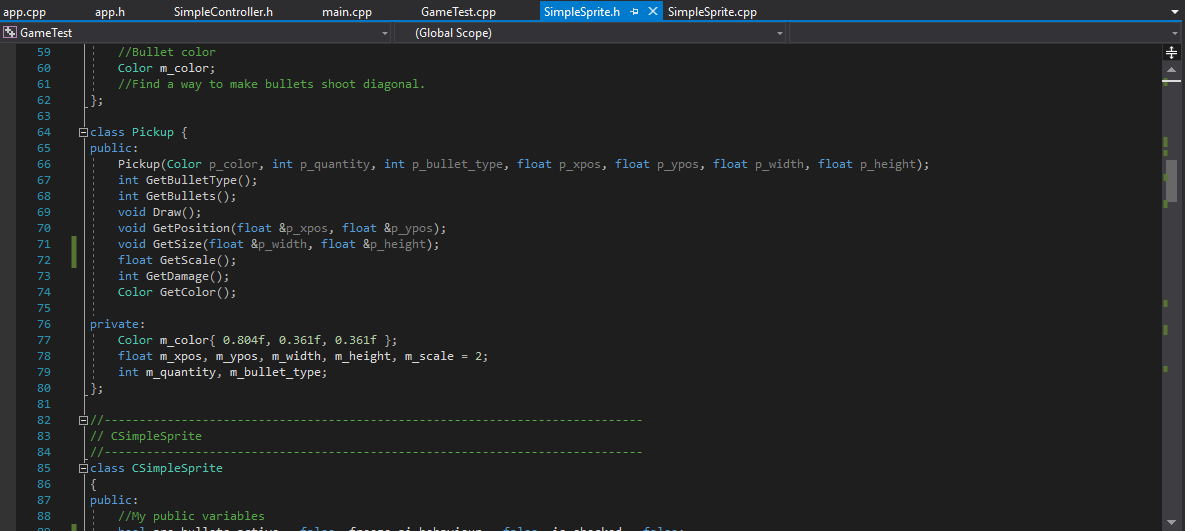 app.cpp app.h SimpleController.h main.cpp GameTest.cpp SimpleSprite.h SimpleSprite.cpp
GameTest (Global Scope)
59 //Bullet color
60 Color m_color;
61 //Find a way to make bullets shoot diagonal.
62 };
63
64 class Pickup {
65 public:
66 Pickup(Color p_color, int p_quantity, int p_bullet_type, float p_xpos, float p_ypos, float p_width, float p_height);
67 int GetBulletType();
68 int GetBullets();
69 void Draw();
70 void GetPosition(float &p_xpos, float &p_ypos);
71 void GetSize(float &p_width, float &p_height);
72 float GetScale();
73 int GetDamage();
74 Color GetColor();
75
76 private:
77 Color m_color{ 0.804f, 0.361f, 0.361f };
78 float m_xpos, m_ypos, m_width, m_height, m_scale = 2;
79 int m_quantity, m_bullet_type;
80 };
81
82 //-----------------------------------------------------------------------------
83 // CSimpleSprite
84 //-----------------------------------------------------------------------------
85 class CSimpleSprite
86 {
87 public:
88 //My public variables